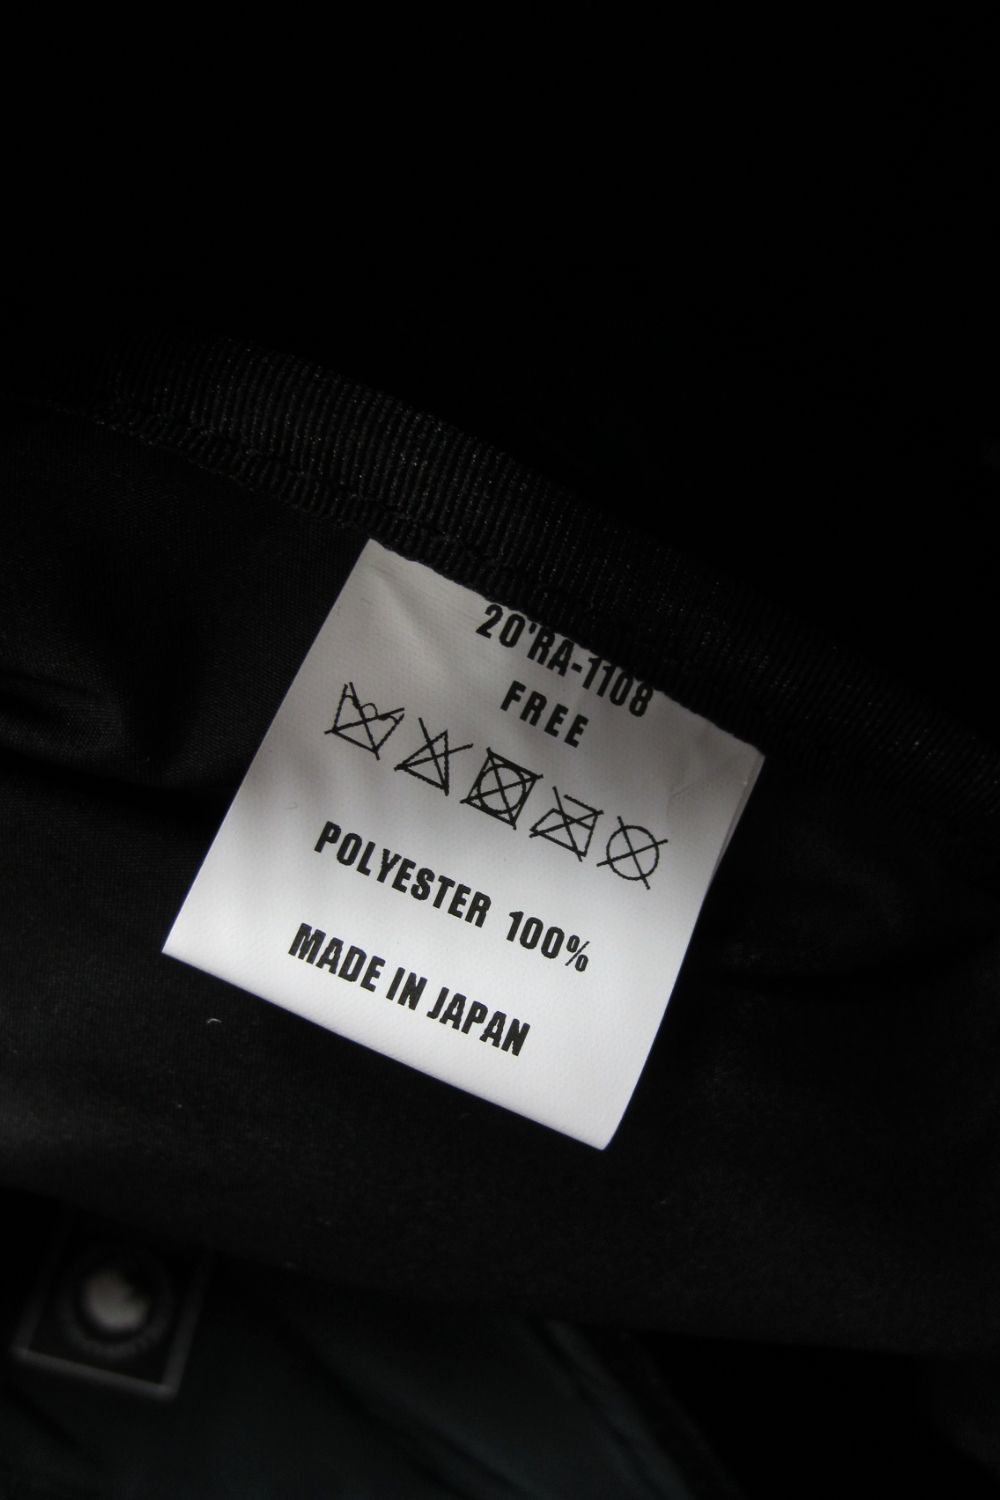 20'RA-1108
FREE
POLYESTER 100%
MADE IN JAPAN